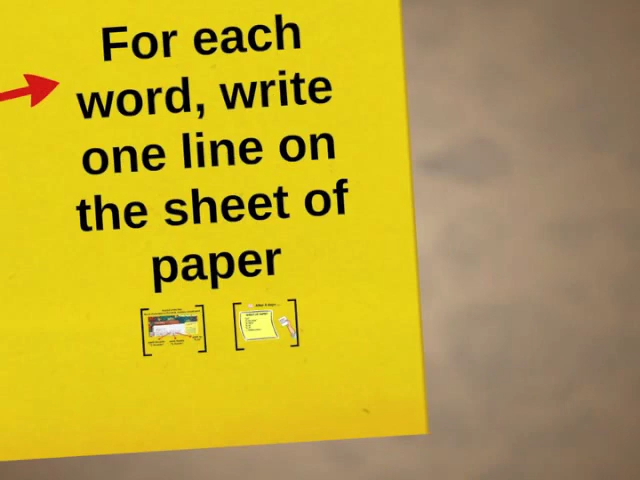 For each
word, write
one line on
the sheet of
paper